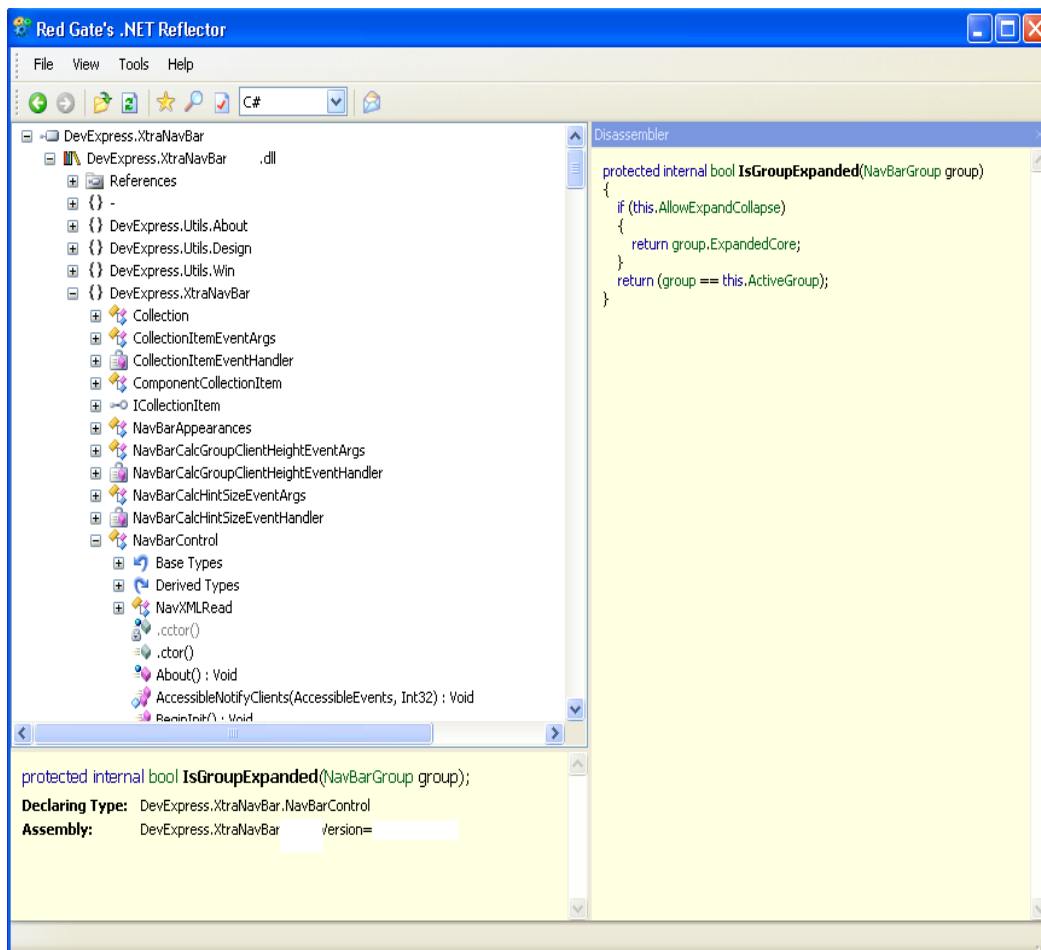 Red Gate's .NET Reflector
File View Tools Help
C#
DevExpress.XtraNavBar
DevExpress.XtraNavBar .dll
References
{} -
{} DevExpress.Utils.About
{} DevExpress.Utils.Design
{} DevExpress.Utils.Win
{} DevExpress.XtraNavBar
Collection
CollectionItemEventArgs
CollectionItemEventHandler
ComponentCollectionItem
ICollectionItem
NavBarAppearances
NavBarCalcGroupClientHeightEventArgs
NavBarCalcGroupClientHeightEventHandler
NavBarCalcHintSizeEventArgs
NavBarCalcHintSizeEventHandler
NavBarControl
Base Types
Derived Types
NavXMLRead
.cctor()
.ctor()
About() : Void
AccessibleNotifyClients(AccessibleEvents, Int32) : Void
BeginInit() : Void
Disassembler
protected internal bool IsGroupExpanded(NavBarGroup group)
{
if (this.AllowExpandCollapse)
{
return group.ExpandedCore;
}
return (group == this.ActiveGroup);
}
protected internal bool IsGroupExpanded(NavBarGroup group);
Declaring Type: DevExpress.XtraNavBar.NavBarControl
Assembly: DevExpress.XtraNavBar Version=